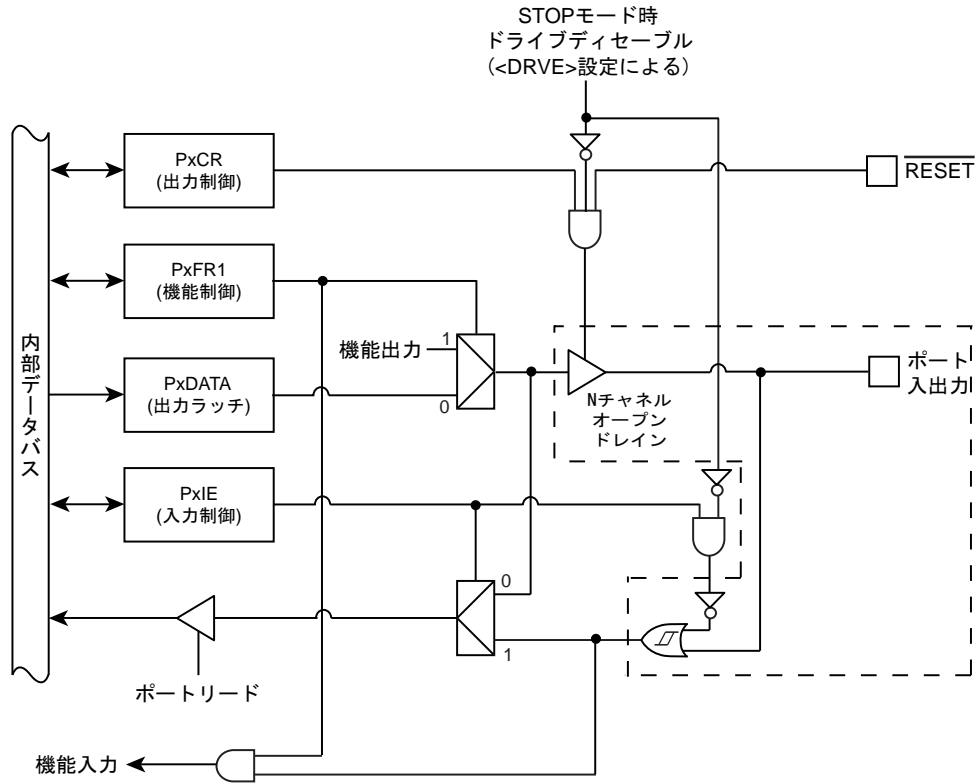 STOPモード時
ドライブディセーブル
(<DRVE>設定による)
PxCR
(出力制御)
RESET
PxFR1
(機能制御)
機能出力
1
0
内部データバス
PxDATA
(出力ラッチ)
Nチャネル
オープン
ドレイン
ポート
入出力
PxIE
(入力制御)
0
1
ポートリード
機能入力